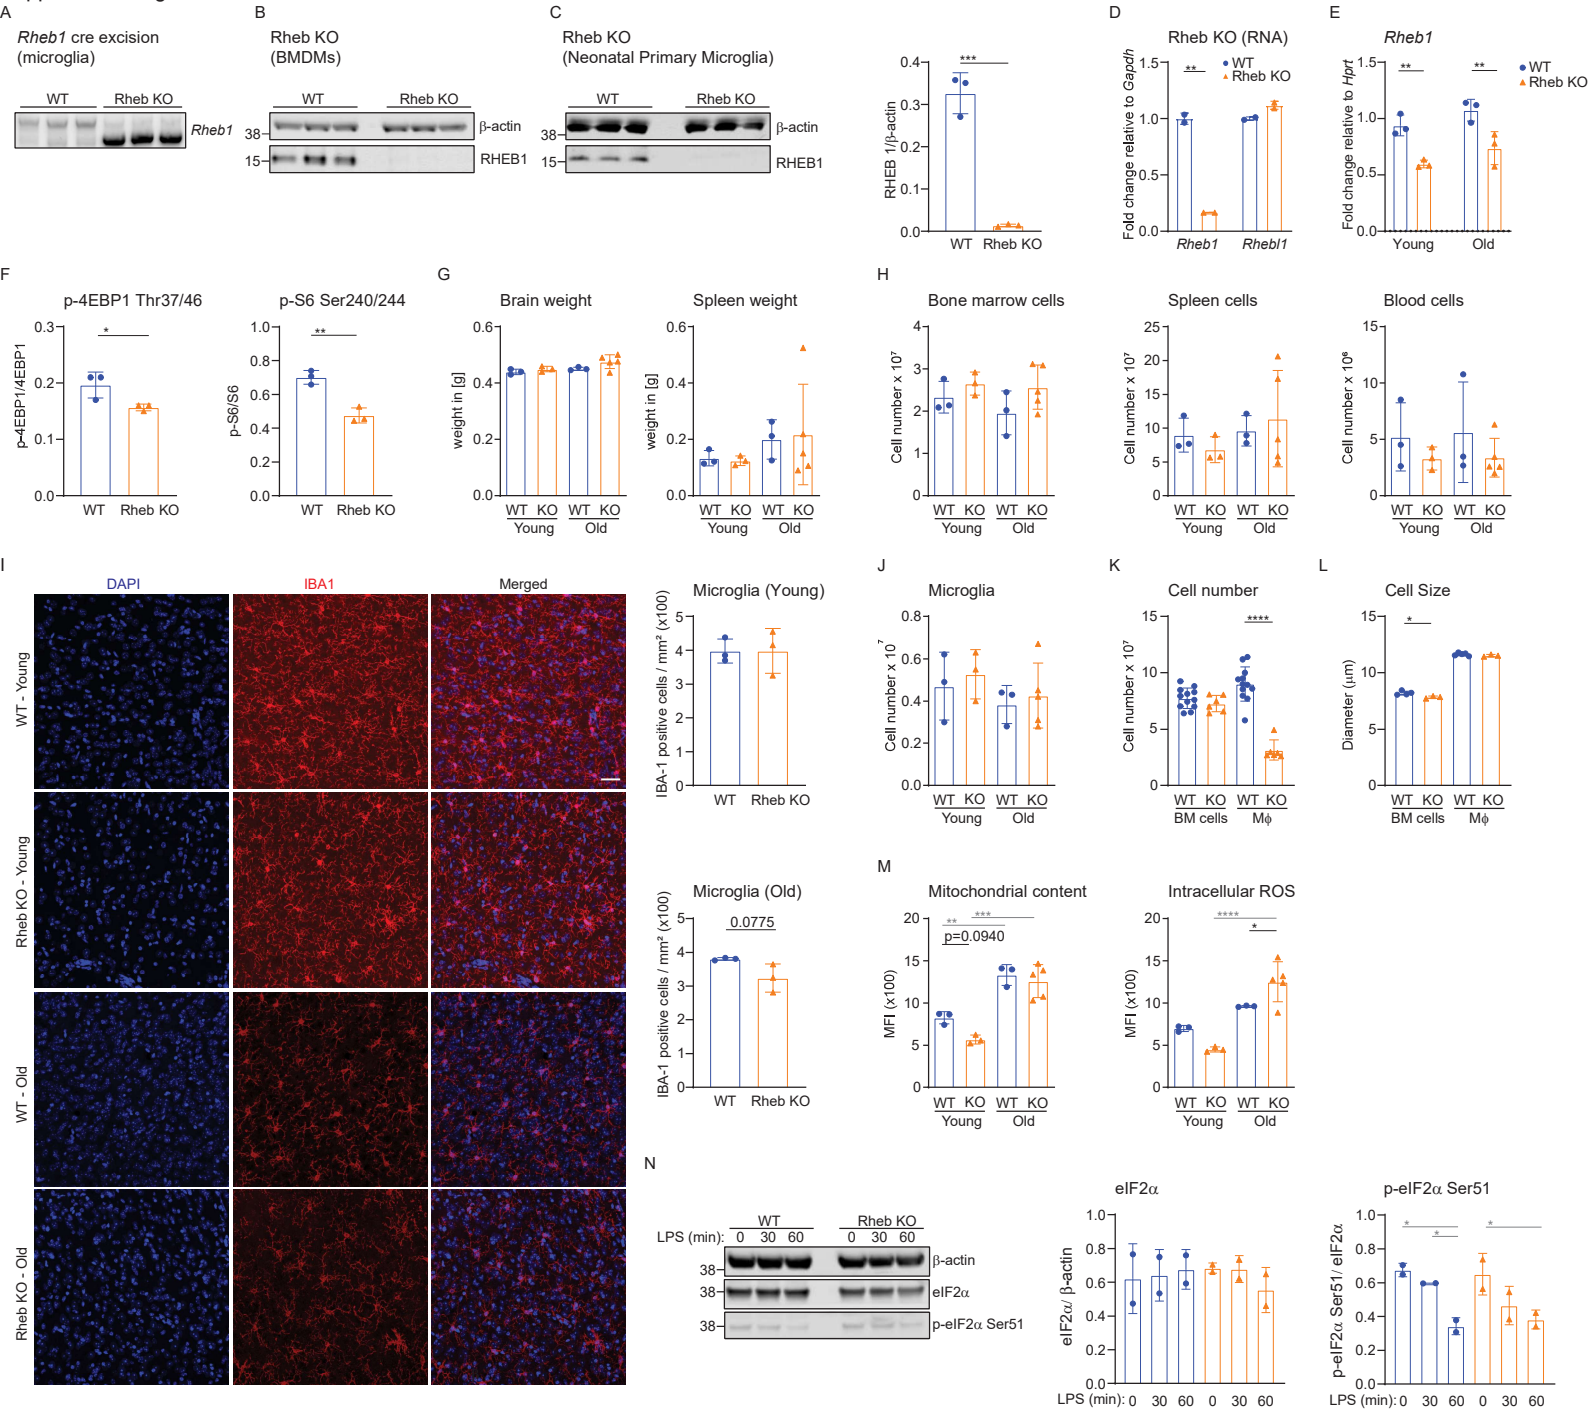 A
Rheb1 cre excision
(microglia)
WT
Rheb KO
Rheb1
B
Rheb KO
(BMDMs)
WT
Rheb KO
38
β-actin
15
RHEB1
C
Rheb KO
(Neonatal Primary Microglia)
WT
Rheb KO
38
β-actin
15
RHEB1
RHEB 1/β-actin
0.4
0.3
0.2
0.1
0.0
***
WT Rheb KO
D
Rheb KO (RNA)
WT
Rheb KO
Fold change relative to Gapdh
1.5
1.0
0.5
0.0
**
Rheb1 Rhebl1
E
Rheb1
WT
Rheb KO
Fold change relative to Hprt
1.5
1.0
0.5
0.0
** **
Young Old
F
p-4EBP1 Thr37/46
p-4EBP1/4EBP1
0.3
0.2
0.1
0.0
*
WT Rheb KO
p-S6 Ser240/244
p-S6/S6
1.0
0.8
0.6
0.4
0.2
0.0
**
WT Rheb KO
G
Brain weight
weight in [g]
0.6
0.4
0.2
0.0
WT KO WT KO
Young Old
Spleen weight
weight in [g]
0.6
0.4
0.2
0.0
WT KO WT KO
Young Old
H
Bone marrow cells
Cell number x 10⁷
4
3
2
1
0
WT KO WT KO
Young Old
Spleen cells
Cell number x 10⁷
25
20
15
10
5
0
WT KO WT KO
Young Old
Blood cells
Cell number x 10⁶
15
10
5
0
WT KO WT KO
Young Old
I
DAPI IBA1 Merged
WT - Young
Rheb KO - Young
WT - Old
Rheb KO - Old
Microglia (Young)
IBA-1 positive cells / mm² (x100)
5
4
3
2
1
0
WT Rheb KO
Microglia (Old)
IBA-1 positive cells / mm² (x100)
5
4
3
2
1
0
0.0775
WT Rheb KO
J
Microglia
Cell number x 10⁷
0.8
0.6
0.4
0.2
0.0
WT KO WT KO
Young Old
K
Cell number
Cell number x 10⁷
15
10
5
0
****
WT KO WT KO
BM cells Mϕ
L
Cell Size
Diameter (μm)
15
10
5
0
*
WT KO WT KO
BM cells Mϕ
M
Mitochondrial content
MFI (x100)
20
15
10
5
0
** ***
p=0.0940
WT KO WT KO
Young Old
Intracellular ROS
MFI (x100)
20
15
10
5
0
****
*
WT KO WT KO
Young Old
N
WT Rheb KO
LPS (min): 0 30 60 0 30 60
38
β-actin
38
eIF2α
38
p-eIF2α Ser51
eIF2α
eIF2α/ β-actin
1.0
0.8
0.6
0.4
0.2
0.0
LPS (min): 0 30 60 0 30 60
p-eIF2α Ser51
p-eIF2α Ser51/ eIF2α
1.0
0.8
0.6
0.4
0.2
0.0
* *
*
LPS (min): 0 30 60 0 30 60